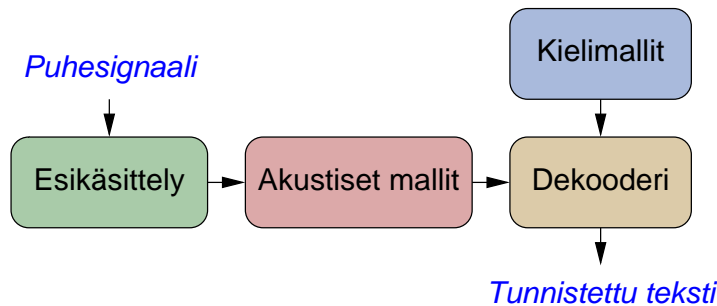 Puhesignaali
Kielimallit
Esikäsittely
Akustiset mallit
Dekooderi
Tunnistettu teksti